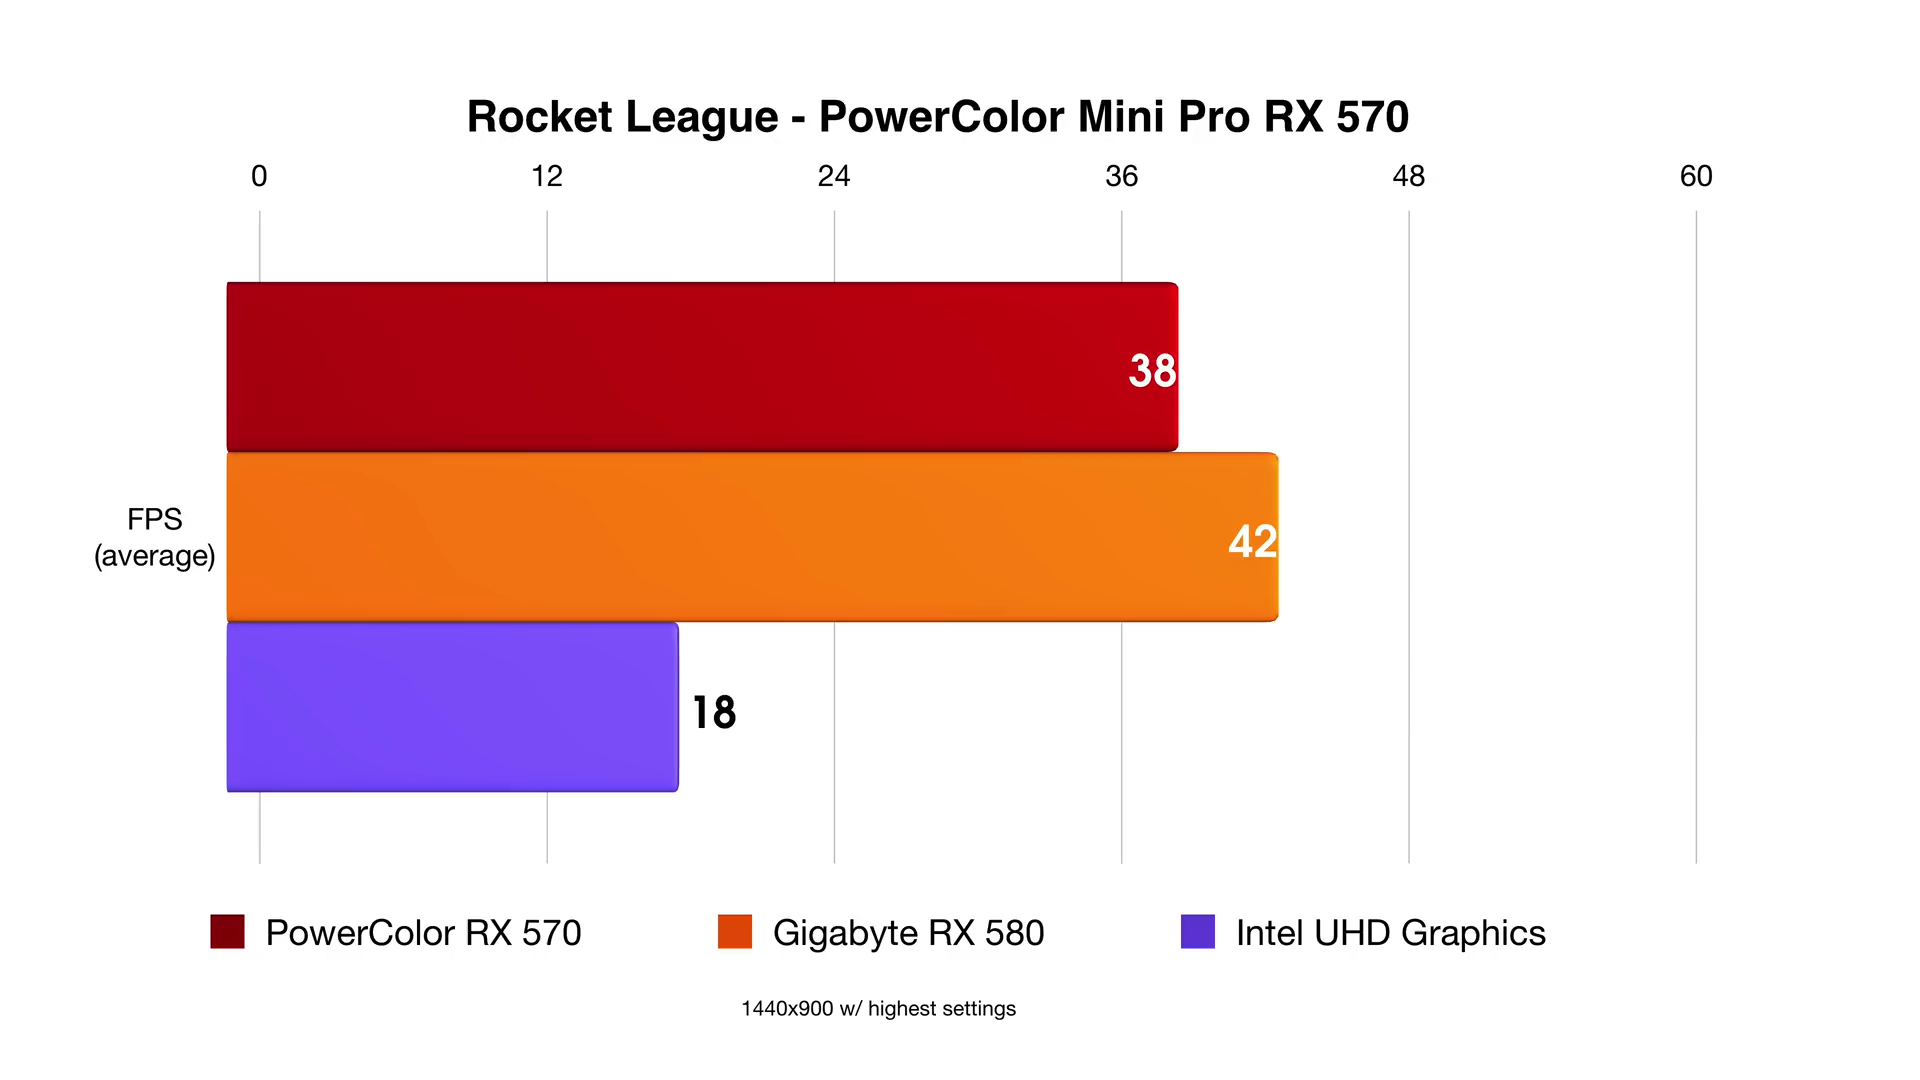 Rocket League - PowerColor Mini Pro RX 570
0 12 24 36 48 60
38
FPS
(average)
42
18
PowerColor RX 570 Gigabyte RX 580 Intel UHD Graphics
1440x900 w/ highest settings